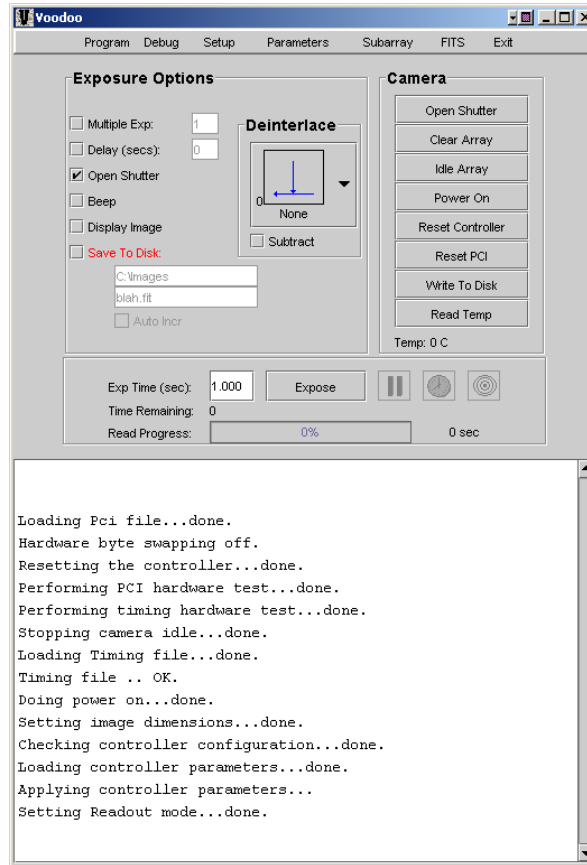 Voodoo
Program Debug Setup Parameters Subarray FITS Exit
Exposure Options
Multiple Exp: 1
Delay (secs): 0
Open Shutter
Beep
Display Image
Save To Disk:
C:\Images
blah.fit
Auto Incr
Deinterlace
0
None
Subtract
Camera
Open Shutter
Clear Array
Idle Array
Power On
Reset Controller
Reset PCI
Write To Disk
Read Temp
Temp: 0 C
Exp Time (sec): 1.000 Expose
Time Remaining: 0
Read Progress: 0% 0 sec
Loading Pci file...done.
Hardware byte swapping off.
Resetting the controller...done.
Performing PCI hardware test...done.
Performing timing hardware test...done.
Stopping camera idle...done.
Loading Timing file...done.
Timing file .. OK.
Doing power on...done.
Setting image dimensions...done.
Checking controller configuration...done.
Loading controller parameters...done.
Applying controller parameters...
Setting Readout mode...done.